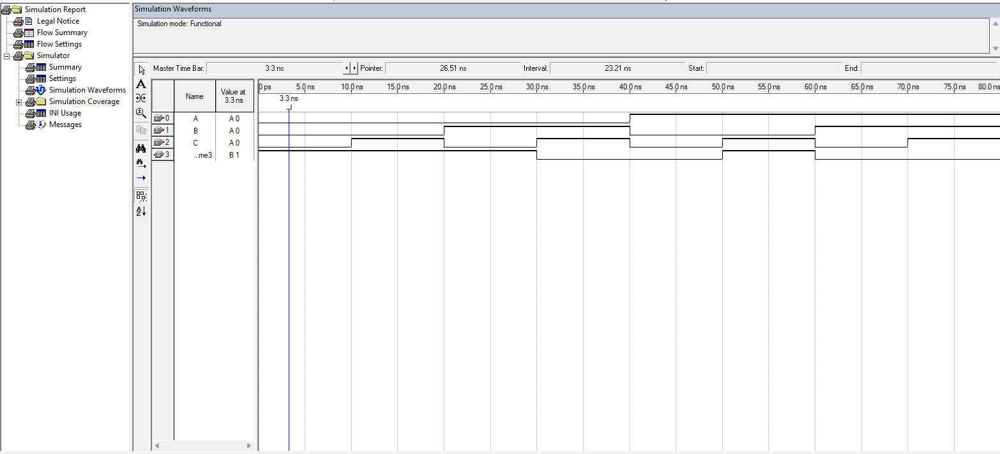 Simulation Report
Legal Notice
Flow Summary
Flow Settings
Simulator
Summary
Settings
Simulation Waveforms
Simulation Coverage
INI Usage
Messages
Simulation Waveforms
Simulation mode: Functional
Master Time Bar: 3.3 ns Pointer: 26.51 ns Interval: 23.21 ns Start: End:
Name Value at 3.3 ns
0 ps 5.0 ns 10.0 ns 15.0 ns 20.0 ns 25.0 ns 30.0 ns 35.0 ns 40.0 ns 45.0 ns 50.0 ns 55.0 ns 60.0 ns 65.0 ns 70.0 ns 75.0 ns 80.0 ns
3.3 ns
0 A A 0
1 B A 0
2 C A 0
3 ...me3 B 1